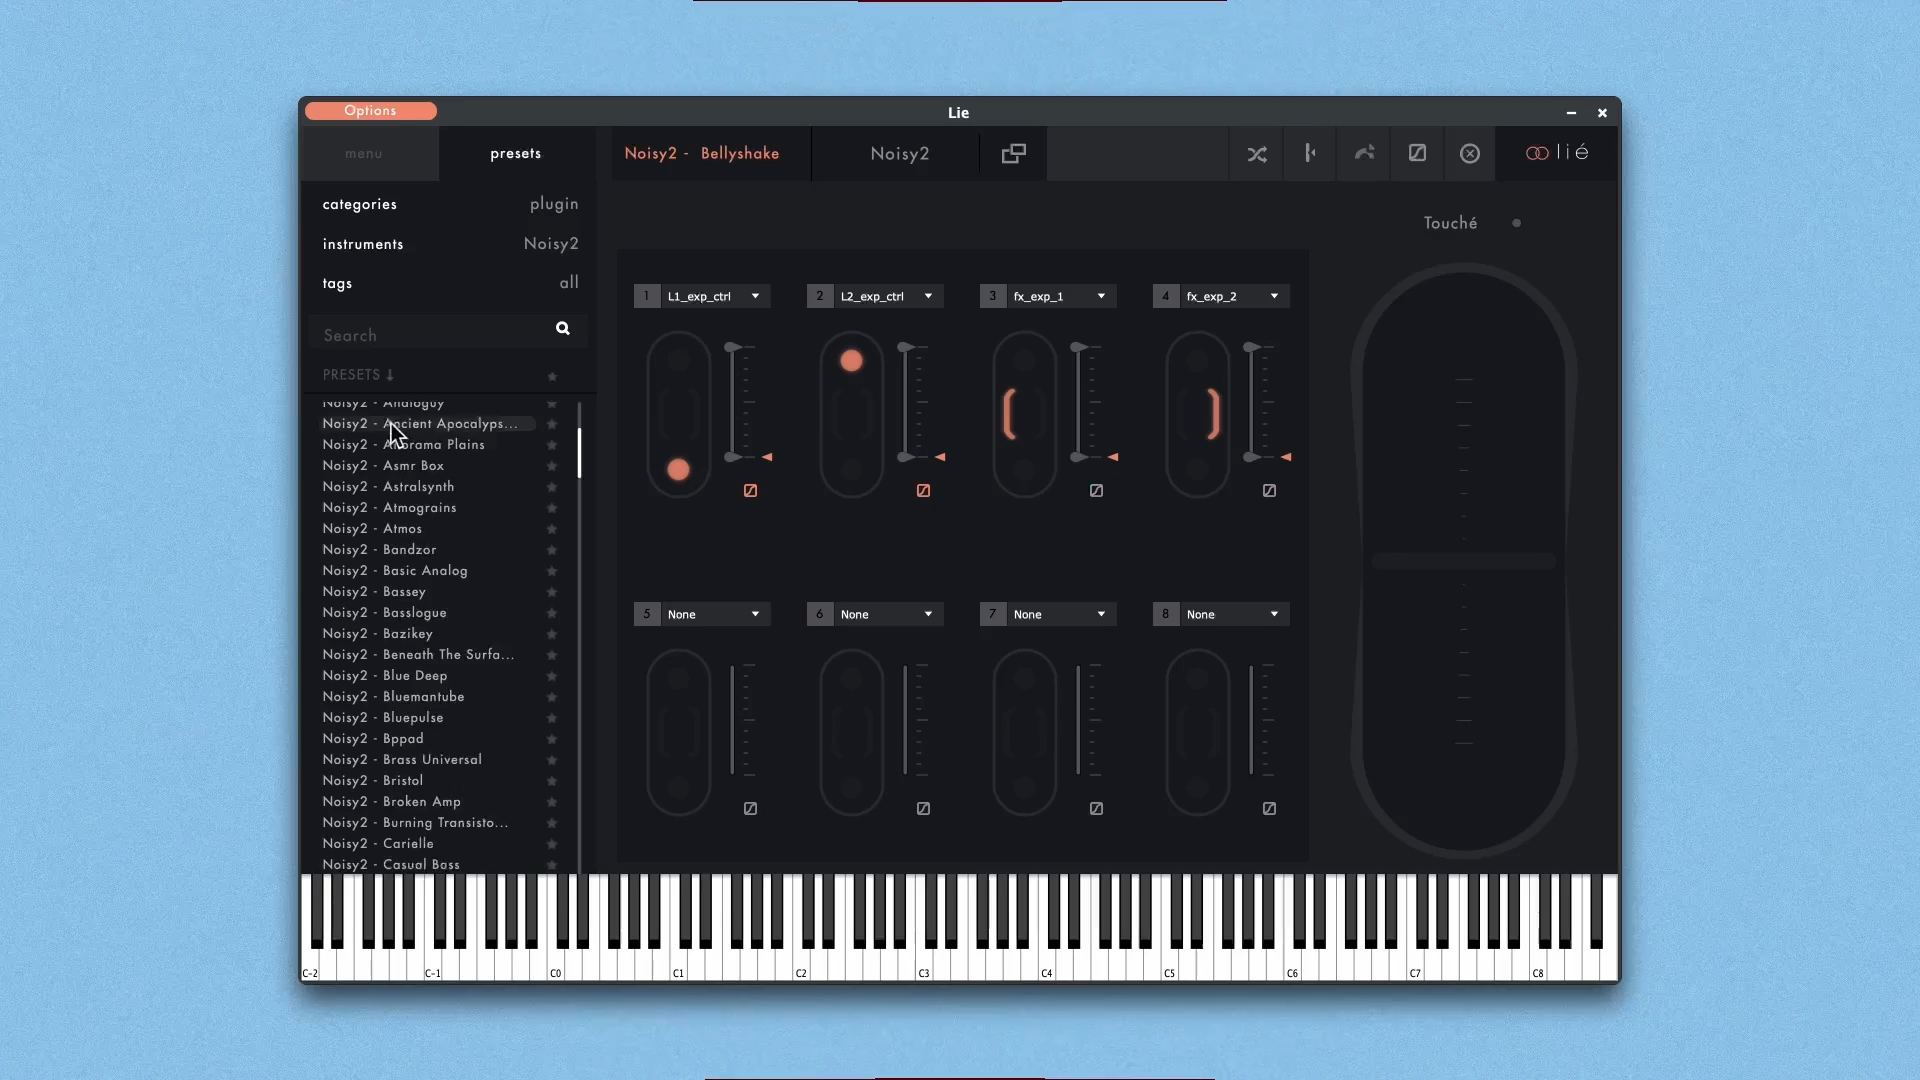 Options
Lie
menu
presets
Noisy2 - Bellyshake
Noisy2
lié
categories
plugin
instruments
Noisy2
tags
all
Search
PRESETS
Noisy2 - Analoguy
Noisy2 - Ancient Apocalyps...
Noisy2 - Anorama Plains
Noisy2 - Asmr Box
Noisy2 - Astralsynth
Noisy2 - Atmograins
Noisy2 - Atmos
Noisy2 - Bandzor
Noisy2 - Basic Analog
Noisy2 - Bassey
Noisy2 - Basslogue
Noisy2 - Bazikey
Noisy2 - Beneath The Surfa...
Noisy2 - Blue Deep
Noisy2 - Bluemantube
Noisy2 - Bluepulse
Noisy2 - Bppad
Noisy2 - Brass Universal
Noisy2 - Bristol
Noisy2 - Broken Amp
Noisy2 - Burning Transisto...
Noisy2 - Carielle
Noisy2 - Casual Bass
1 L1_exp_ctrl
2 L2_exp_ctrl
3 fx_exp_1
4 fx_exp_2
5 None
6 None
7 None
8 None
Touché
C-2
C-1
C0
C1
C2
C3
C4
C5
C6
C7
C8